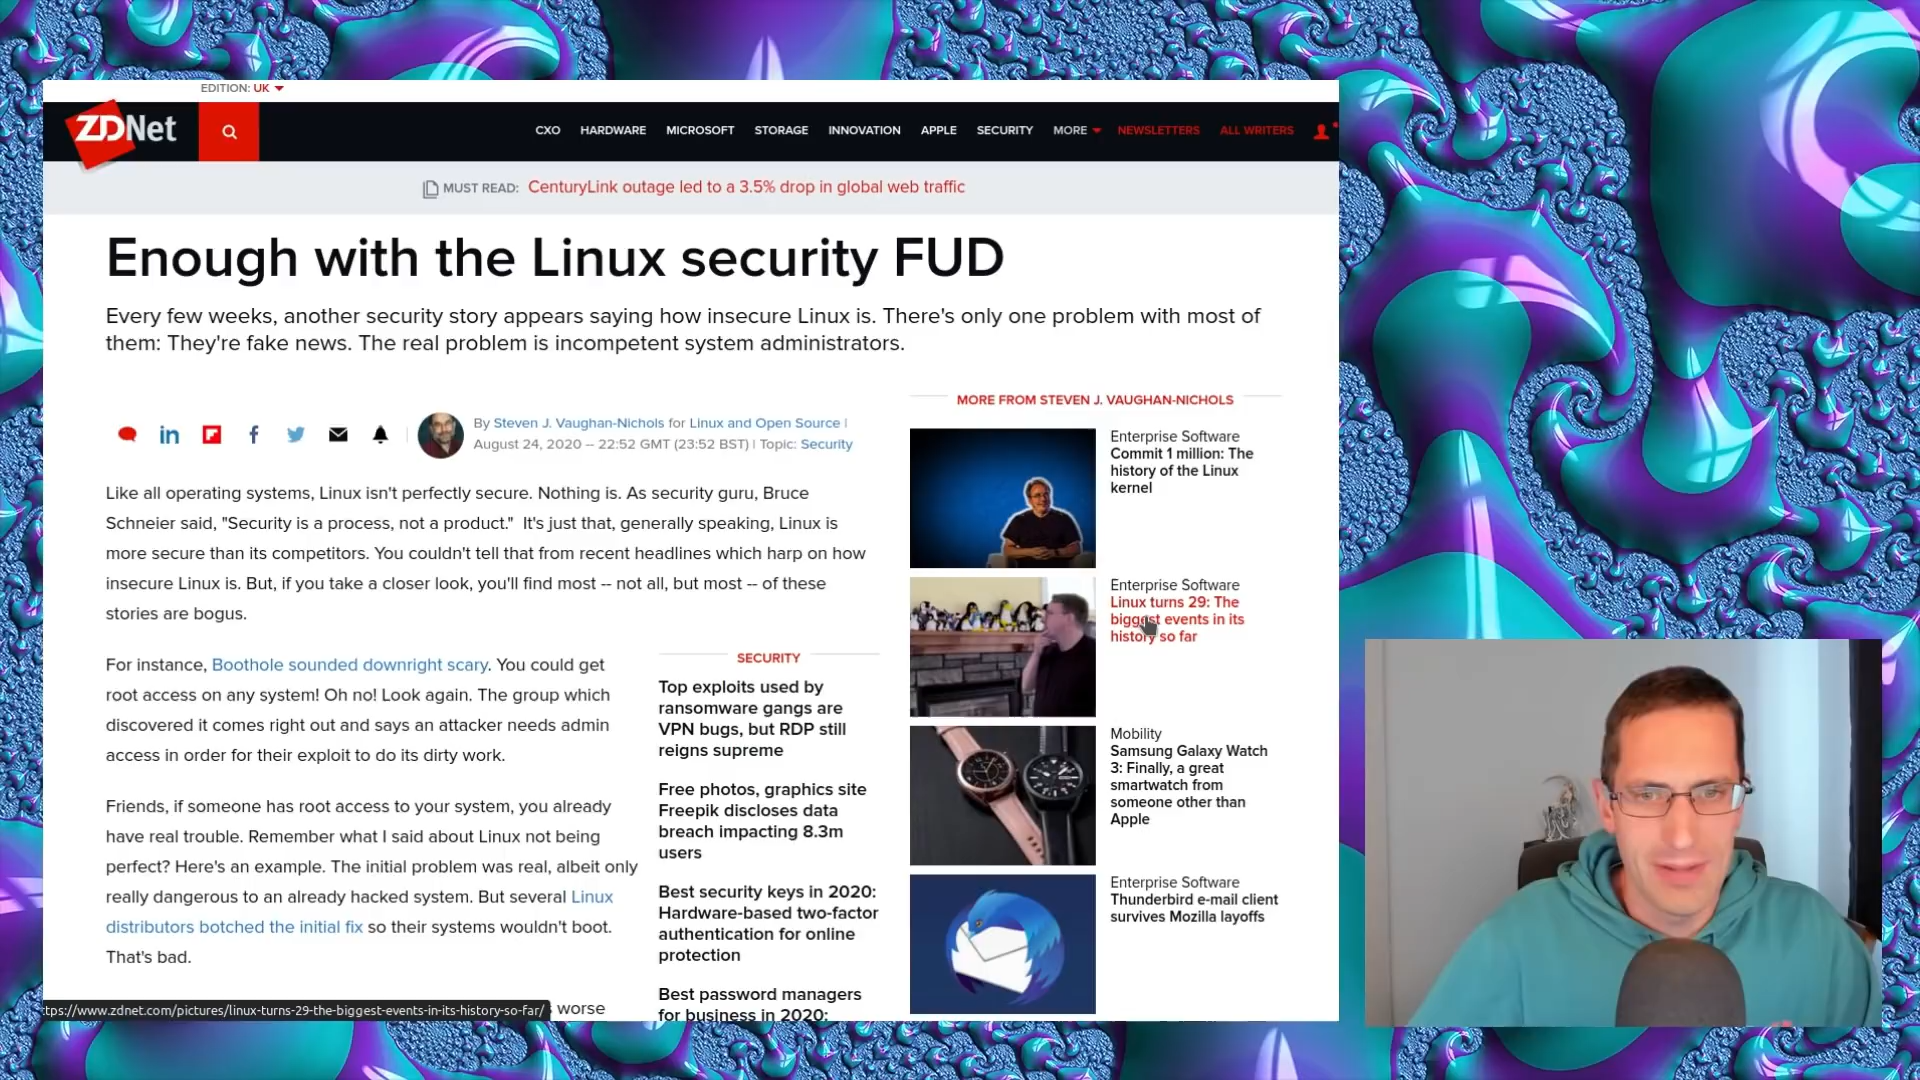 EDITION: UK
ZDNet
CXO HARDWARE MICROSOFT STORAGE INNOVATION APPLE SECURITY MORE NEWSLETTERS ALL WRITERS
MUST READ: CenturyLink outage led to a 3.5% drop in global web traffic
Enough with the Linux security FUD
Every few weeks, another security story appears saying how insecure Linux is. There's only one problem with most of
them: They're fake news. The real problem is incompetent system administrators.
By Steven J. Vaughan-Nichols for Linux and Open Source |
August 24, 2020 -- 22:52 GMT (23:52 BST) | Topic: Security
Like all operating systems, Linux isn't perfectly secure. Nothing is. As security guru, Bruce
Schneier said, "Security is a process, not a product." It's just that, generally speaking, Linux is
more secure than its competitors. You couldn't tell that from recent headlines which harp on how
insecure Linux is. But, if you take a closer look, you'll find most -- not all, but most -- of these
stories are bogus.
For instance, Boothole sounded downright scary. You could get
root access on any system! Oh no! Look again. The group which
discovered it comes right out and says an attacker needs admin
access in order for their exploit to do its dirty work.
Friends, if someone has root access to your system, you already
have real trouble. Remember what I said about Linux not being
perfect? Here's an example. The initial problem was real, albeit only
really dangerous to an already hacked system. But several Linux
distributors botched the initial fix so their systems wouldn't boot.
That's bad.
worse
SECURITY
Top exploits used by
ransomware gangs are
VPN bugs, but RDP still
reigns supreme
Free photos, graphics site
Freepik discloses data
breach impacting 8.3m
users
Best security keys in 2020:
Hardware-based two-factor
authentication for online
protection
Best password managers
for business in 2020:
MORE FROM STEVEN J. VAUGHAN-NICHOLS
Enterprise Software
Commit 1 million: The
history of the Linux
kernel
Enterprise Software
Linux turns 29: The
biggest events in its
history so far
Mobility
Samsung Galaxy Watch
3: Finally, a great
smartwatch from
someone other than
Apple
Enterprise Software
Thunderbird e-mail client
survives Mozilla layoffs
tps://www.zdnet.com/pictures/linux-turns-29-the-biggest-events-in-its-history-so-far/